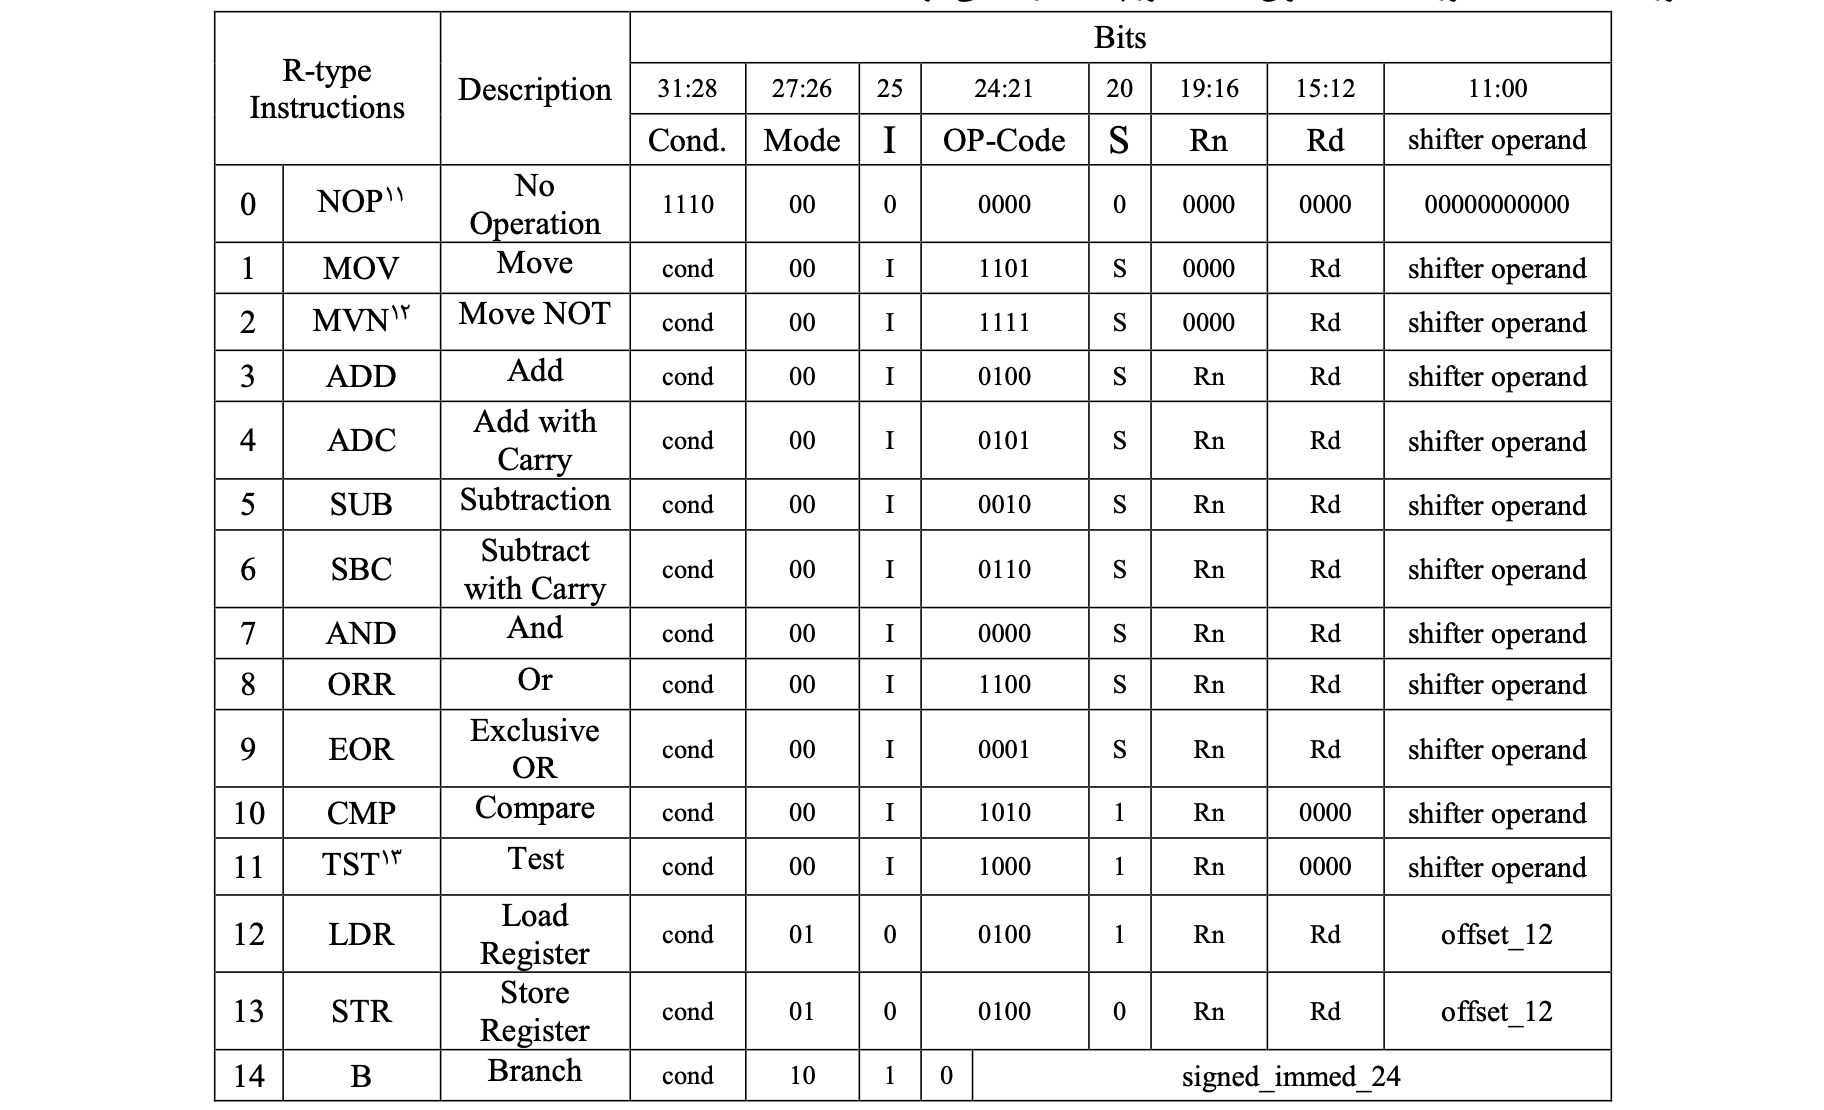 R-type Instructions Description Bits
31:28 27:26 25 24:21 20 19:16 15:12 11:00
Cond. Mode I OP-Code S Rn Rd shifter operand
0 NOP۱۱ No Operation 1110 00 0 0000 0 0000 0000 00000000000
1 MOV Move cond 00 I 1101 S 0000 Rd shifter operand
2 MVN۱۲ Move NOT cond 00 I 1111 S 0000 Rd shifter operand
3 ADD Add cond 00 I 0100 S Rn Rd shifter operand
4 ADC Add with Carry cond 00 I 0101 S Rn Rd shifter operand
5 SUB Subtraction cond 00 I 0010 S Rn Rd shifter operand
6 SBC Subtract with Carry cond 00 I 0110 S Rn Rd shifter operand
7 AND And cond 00 I 0000 S Rn Rd shifter operand
8 ORR Or cond 00 I 1100 S Rn Rd shifter operand
9 EOR Exclusive OR cond 00 I 0001 S Rn Rd shifter operand
10 CMP Compare cond 00 I 1010 1 Rn 0000 shifter operand
11 TST۱۳ Test cond 00 I 1000 1 Rn 0000 shifter operand
12 LDR Load Register cond 01 0 0100 1 Rn Rd offset_12
13 STR Store Register cond 01 0 0100 0 Rn Rd offset_12
14 B Branch cond 10 1 0 signed_immed_24